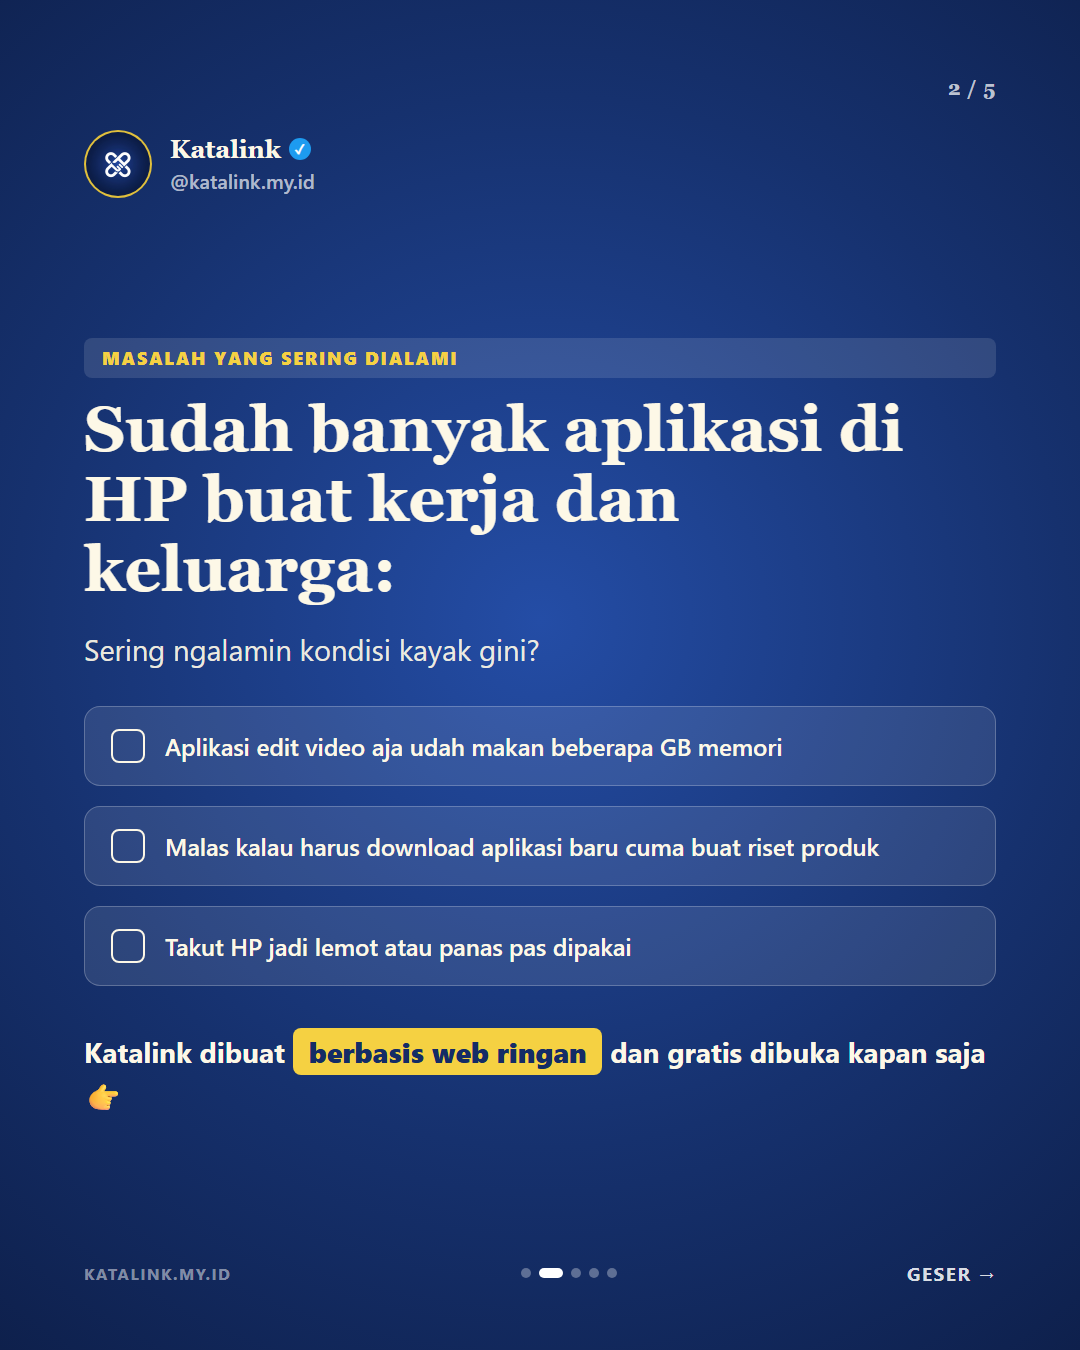 2 / 5
Katalink
@katalink.my.id
MASALAH YANG SERING DIALAMI
Sudah banyak aplikasi di
HP buat kerja dan
keluarga:
Sering ngalamin kondisi kayak gini?
Aplikasi edit video aja udah makan beberapa GB memori
Malas kalau harus download aplikasi baru cuma buat riset produk
Takut HP jadi lemot atau panas pas dipakai
Katalink dibuat berbasis web ringan dan gratis dibuka kapan saja
👉
KATALINK.MY.ID
GESER →